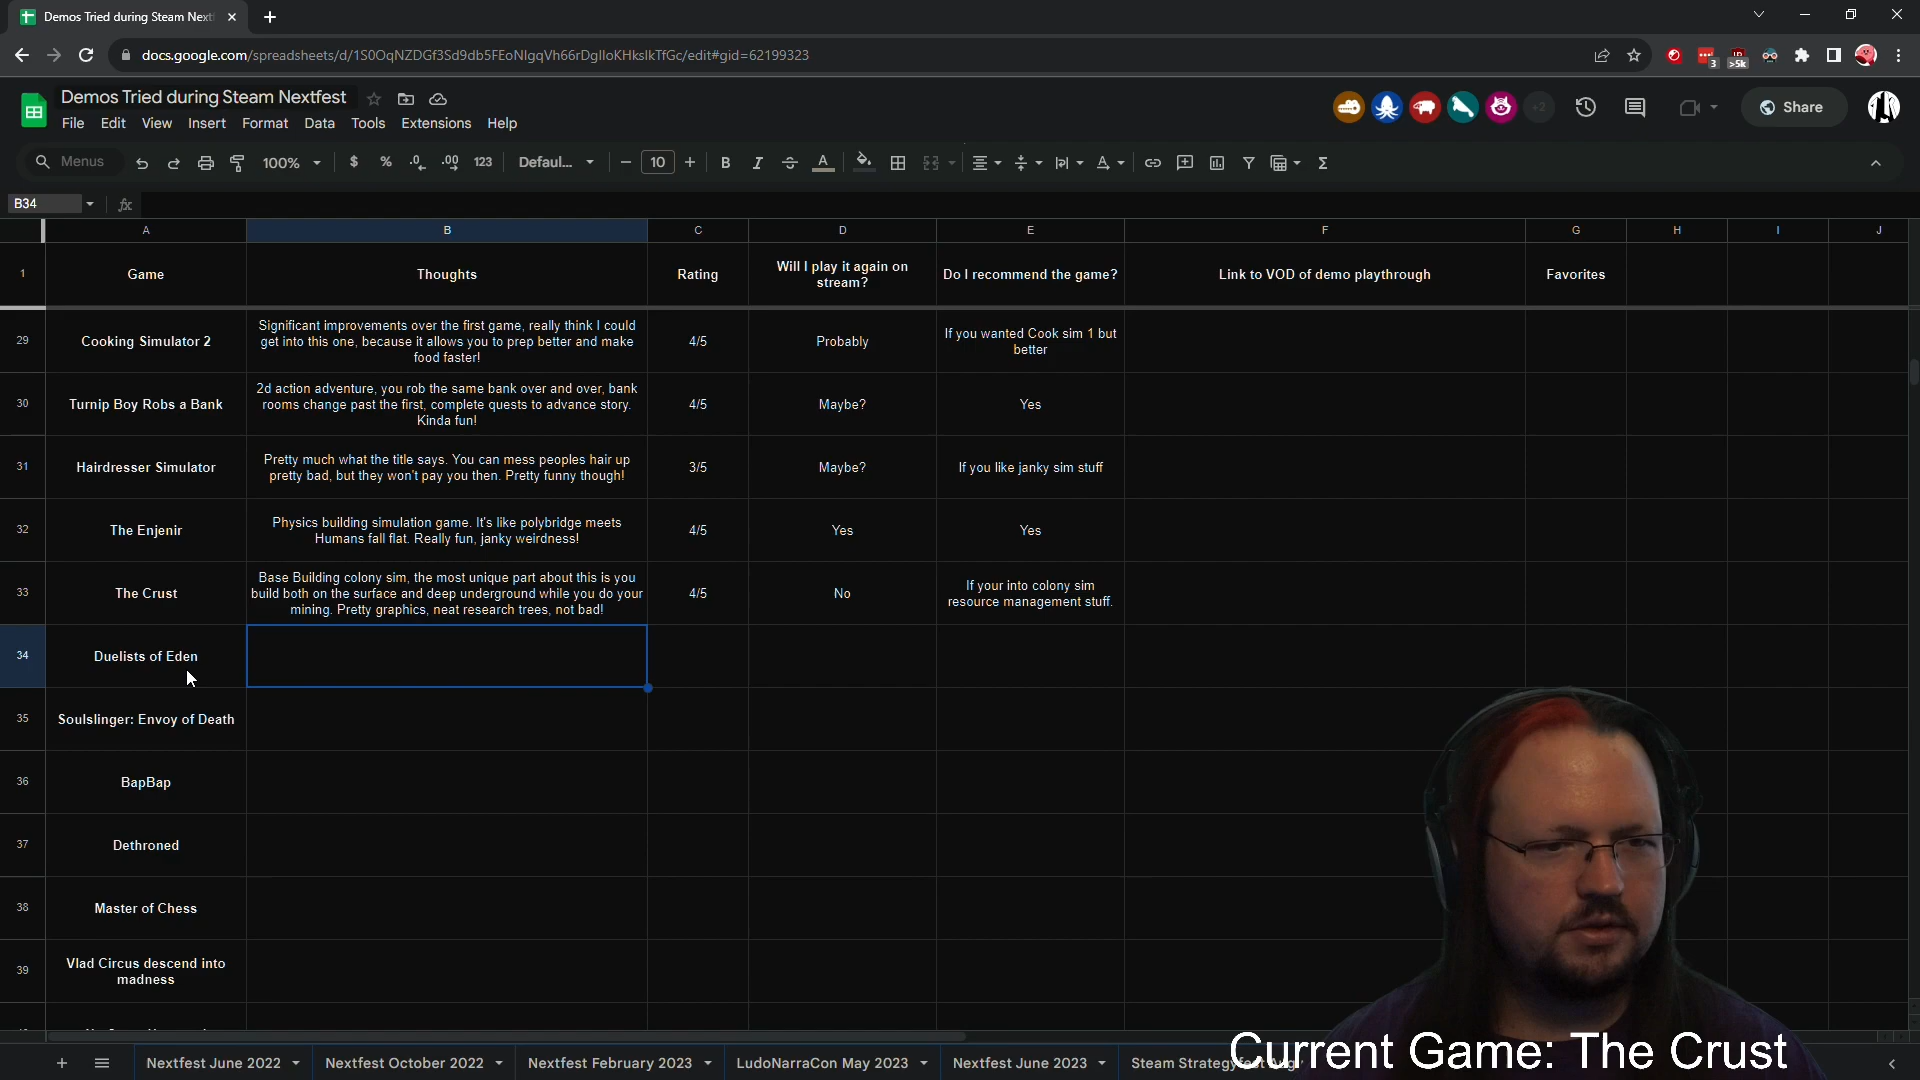 Demos Tried during Steam Nextf
docs.google.com/spreadsheets/d/1S0OqNZDGf3Sd9db5FEoNIgqVh66rDglloKHkslkTfGc/edit#gid=62199323
3
>5k
Demos Tried during Steam Nextfest
File Edit View Insert Format Data Tools Extensions Help
+2
Share
Menus
100%
$ % .0 .00 123
Defaul...
10
B34
fx
A B C D E F G H I J
1
Game
Thoughts
Rating
Will I play it again on
stream?
Do I recommend the game?
Link to VOD of demo playthrough
Favorites
29
Cooking Simulator 2
Significant improvements over the first game, really think I could
get into this one, because it allows you to prep better and make
food faster!
4/5
Probably
If you wanted Cook sim 1 but
better
30
Turnip Boy Robs a Bank
2d action adventure, you rob the same bank over and over, bank
rooms change past the first, complete quests to advance story.
Kinda fun!
4/5
Maybe?
Yes
31
Hairdresser Simulator
Pretty much what the title says. You can mess peoples hair up
pretty bad, but they won't pay you then. Pretty funny though!
3/5
Maybe?
If you like janky sim stuff
32
The Enjenir
Physics building simulation game. It's like polybridge meets
Humans fall flat. Really fun, janky weirdness!
4/5
Yes
Yes
33
The Crust
Base Building colony sim, the most unique part about this is you
build both on the surface and deep underground while you do your
mining. Pretty graphics, neat research trees, not bad!
4/5
No
If your into colony sim
resource management stuff.
34
Duelists of Eden
35
Soulslinger: Envoy of Death
36
BapBap
37
Dethroned
38
Master of Chess
39
Vlad Circus descend into
madness
Nextfest June 2022
Nextfest October 2022
Nextfest February 2023
LudoNarraCon May 2023
Nextfest June 2023
Steam Strategyfest
Current Game: The Crust